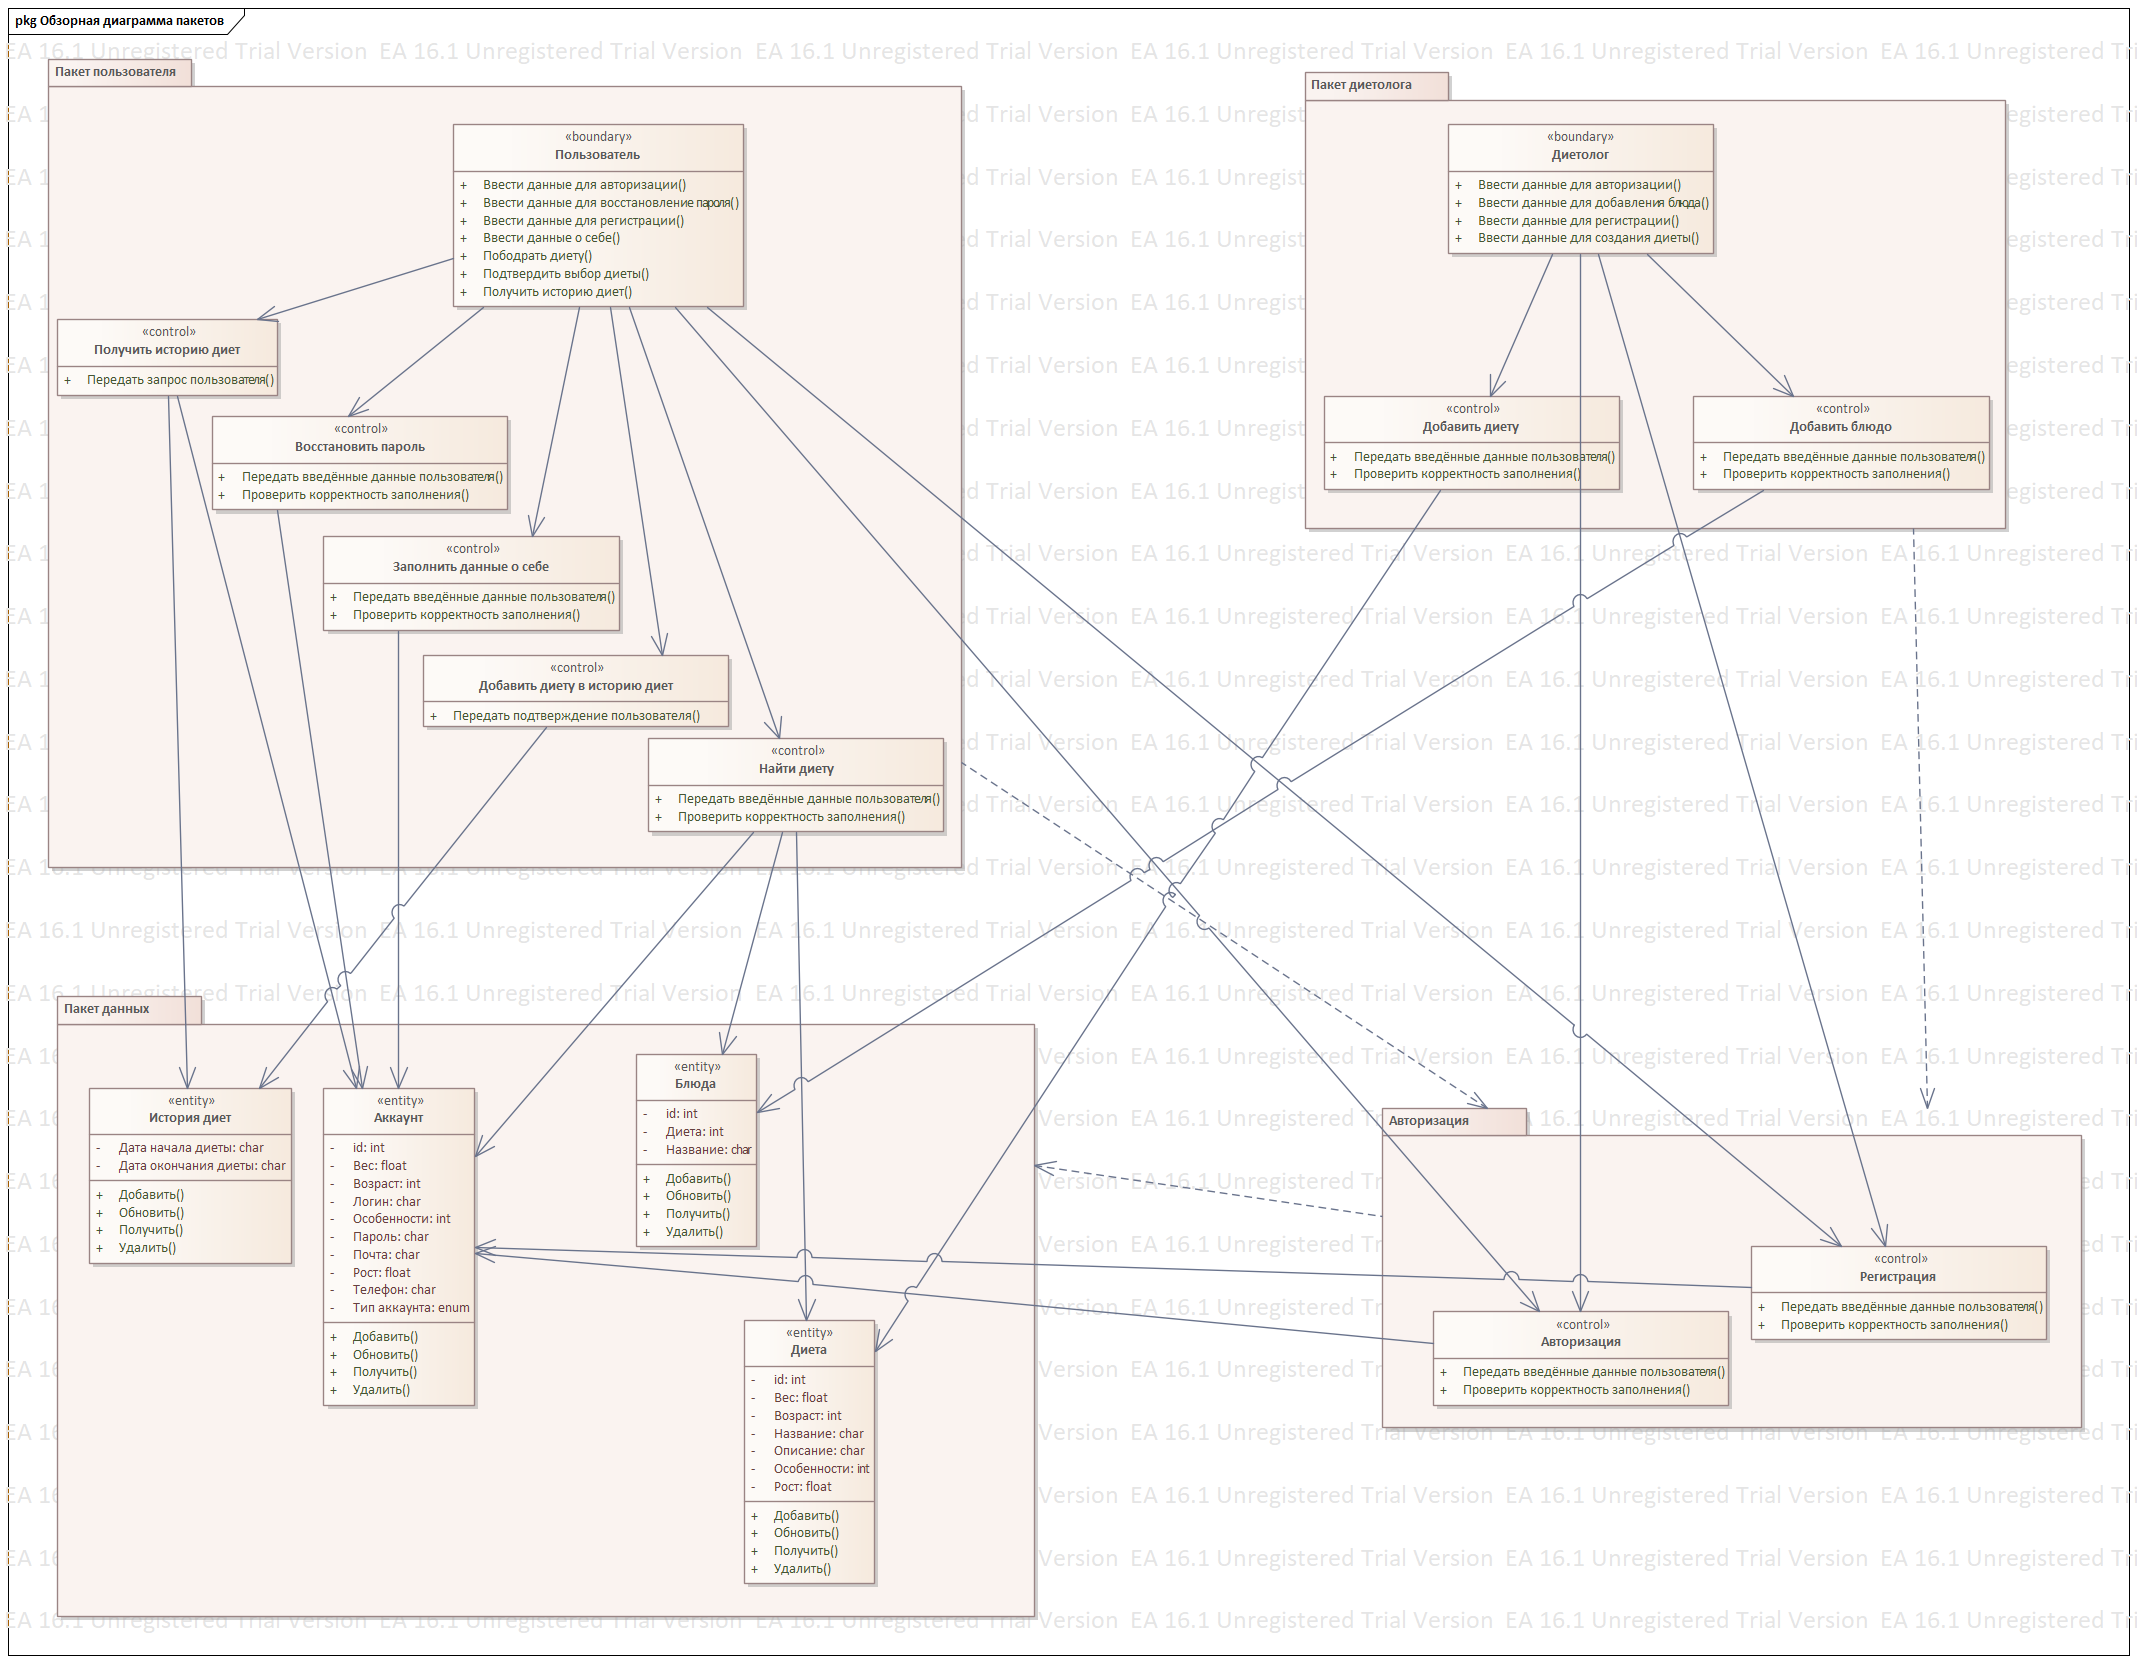 pkg Обзорная диаграмма пакетов
EA 16.1 Unregistered Trial Version
Пакет пользователя
«boundary»
Пользователь
+ Ввести данные для авторизации()
+ Ввести данные для восстановление пароля()
+ Ввести данные для регистрации()
+ Ввести данные о себе()
+ Пободрать диету()
+ Подтвердить выбор диеты()
+ Получить историю диет()
«control»
Получить историю диет
+ Передать запрос пользователя()
«control»
Восстановить пароль
+ Передать введённые данные пользователя()
+ Проверить корректность заполнения()
«control»
Заполнить данные о себе
+ Передать введённые данные пользователя()
+ Проверить корректность заполнения()
«control»
Добавить диету в историю диет
+ Передать подтверждение пользователя()
«control»
Найти диету
+ Передать введённые данные пользователя()
+ Проверить корректность заполнения()
Пакет диетолога
«boundary»
Диетолог
+ Ввести данные для авторизации()
+ Ввести данные для добавления блюда()
+ Ввести данные для регистрации()
+ Ввести данные для создания диеты()
«control»
Добавить диету
+ Передать введённые данные пользователя()
+ Проверить корректность заполнения()
«control»
Добавить блюдо
+ Передать введённые данные пользователя()
+ Проверить корректность заполнения()
Пакет данных
«entity»
История диет
- Дата начала диеты: char
- Дата окончания диеты: char
+ Добавить()
+ Обновить()
+ Получить()
+ Удалить()
«entity»
Аккаунт
- id: int
- Вес: float
- Возраст: int
- Логин: char
- Особенности: int
- Пароль: char
- Почта: char
- Рост: float
- Телефон: char
- Тип аккаунта: enum
+ Добавить()
+ Обновить()
+ Получить()
+ Удалить()
«entity»
Блюда
- id: int
- Диета: int
- Название: char
+ Добавить()
+ Обновить()
+ Получить()
+ Удалить()
«entity»
Диета
- id: int
- Вес: float
- Возраст: int
- Название: char
- Описание: char
- Особенности: int
- Рост: float
+ Добавить()
+ Обновить()
+ Получить()
+ Удалить()
Авторизация
«control»
Регистрация
+ Передать введённые данные пользователя()
+ Проверить корректность заполнения()
«control»
Авторизация
+ Передать введённые данные пользователя()
+ Проверить корректность заполнения()